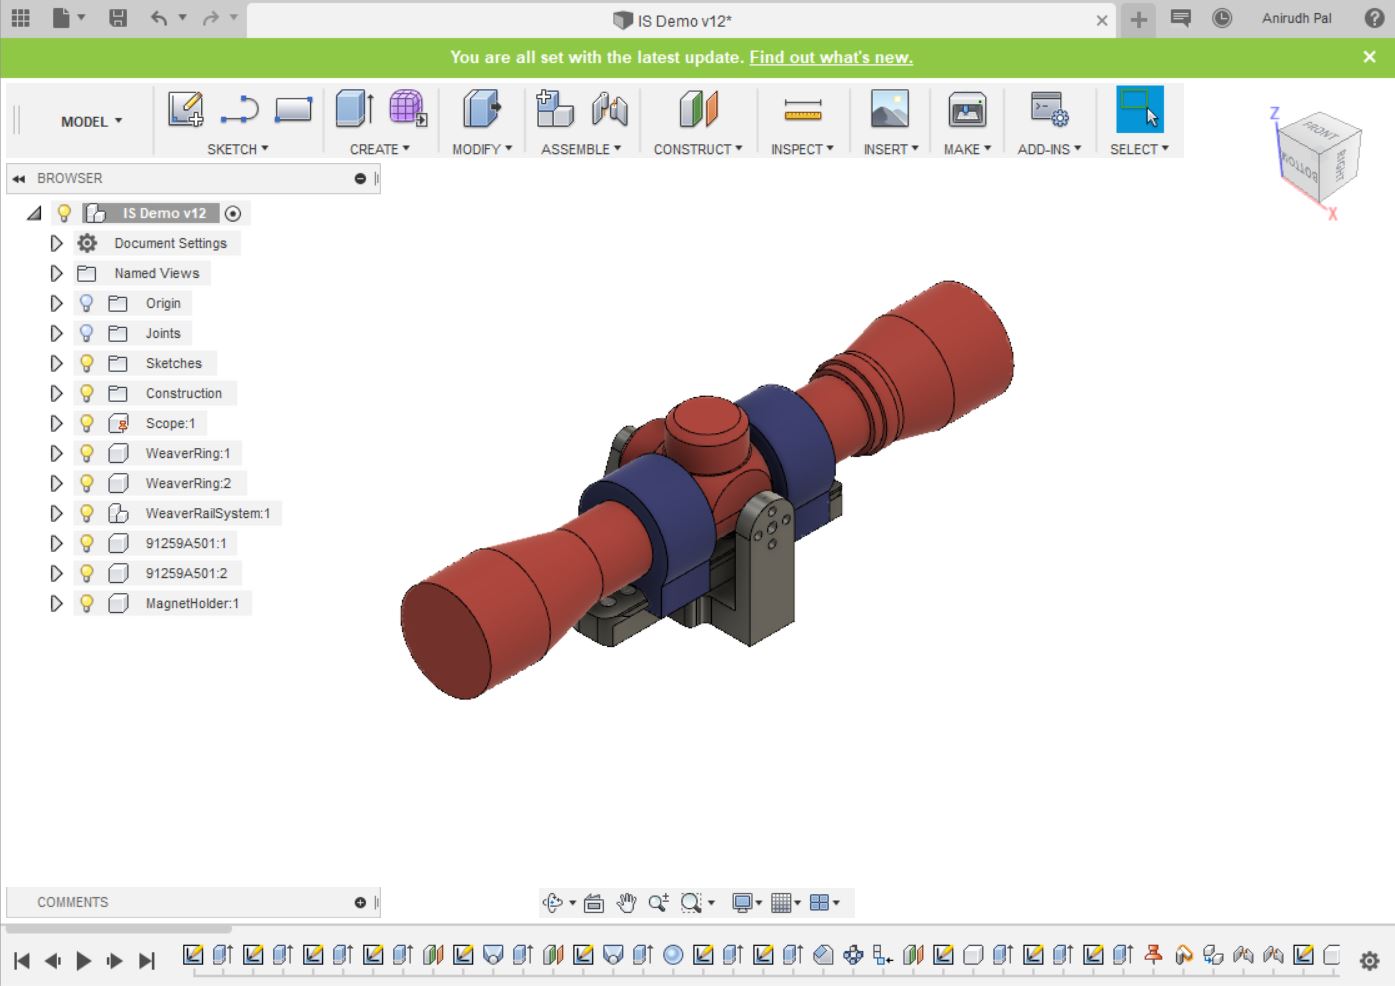 IS Demo v12*
Anirudh Pal
You are all set with the latest update. Find out what's new.
MODEL
SKETCH
CREATE
MODIFY
ASSEMBLE
CONSTRUCT
INSPECT
INSERT
MAKE
ADD-INS
SELECT
Z
FRONT
BOTTOM
RIGHT
X
BROWSER
IS Demo v12
Document Settings
Named Views
Origin
Joints
Sketches
Construction
Scope:1
WeaverRing:1
WeaverRing:2
WeaverRailSystem:1
91259A501:1
91259A501:2
MagnetHolder:1
COMMENTS